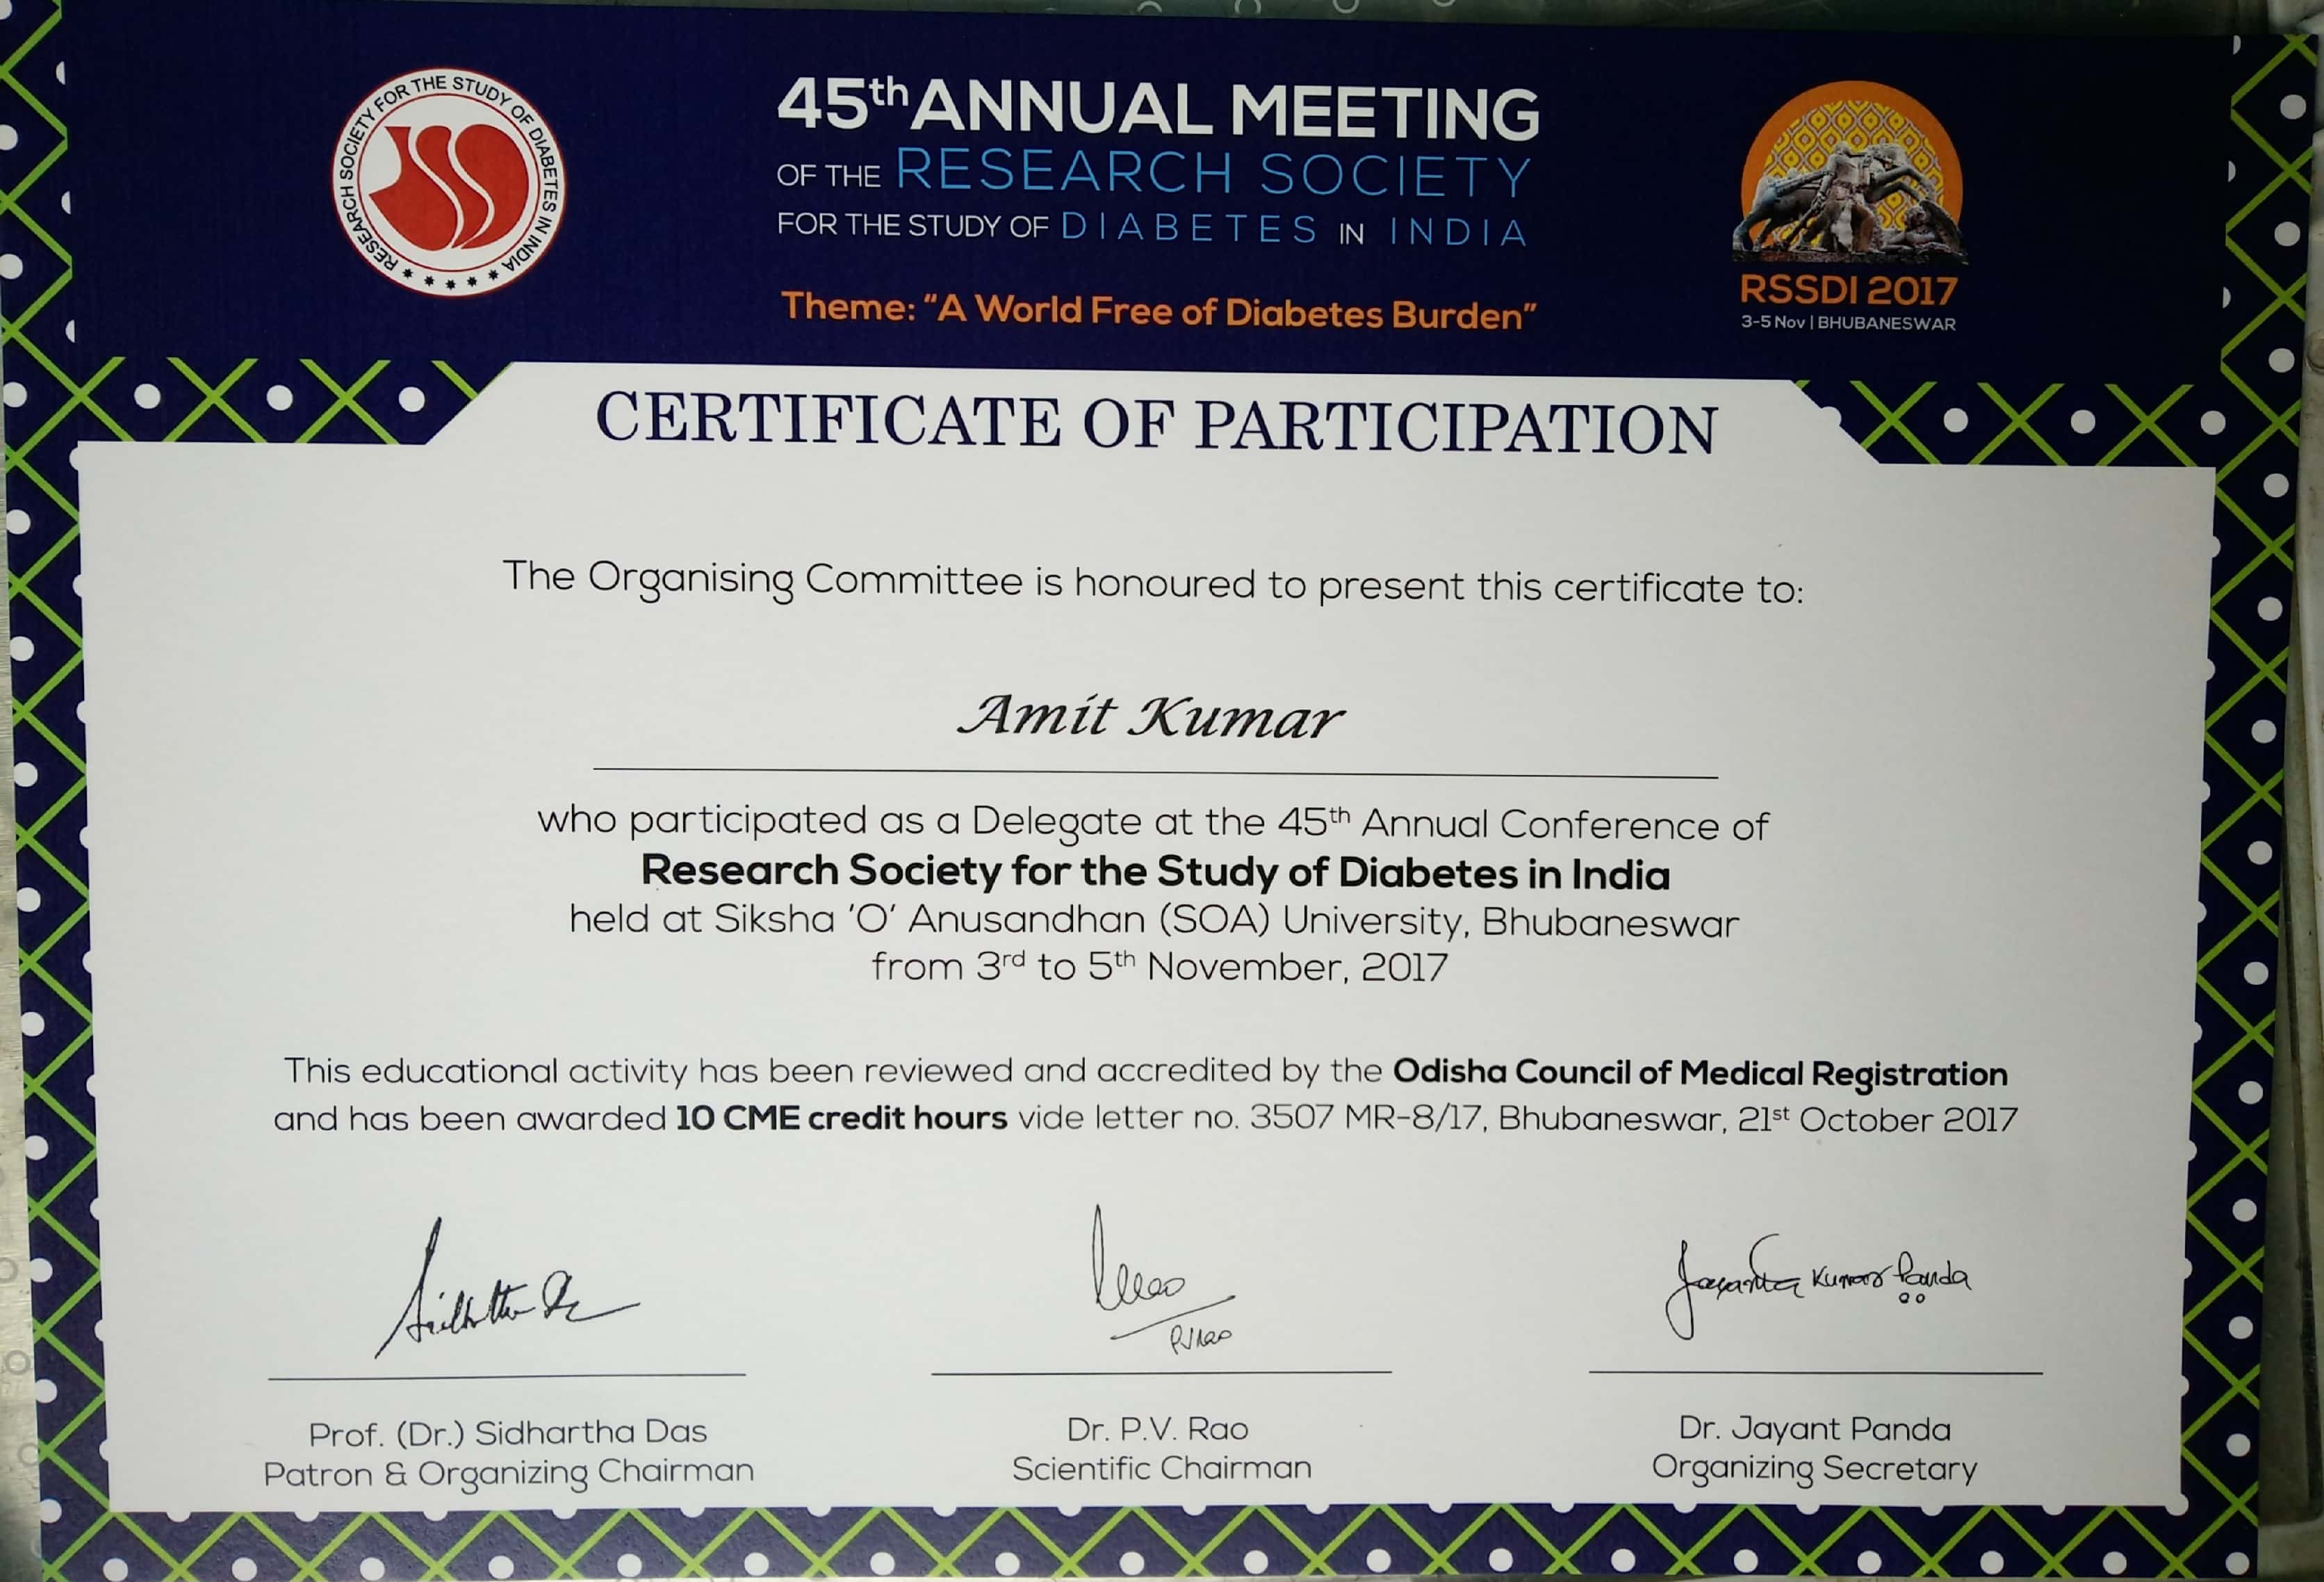 RESEARCH SOCIETY FOR THE STUDY OF DIABETES IN INDIA
45th ANNUAL MEETING
OF THE RESEARCH SOCIETY
FOR THE STUDY OF DIABETES IN INDIA
Theme: “A World Free of Diabetes Burden”
RSSDI 2017
3-5 Nov | BHUBANESWAR
CERTIFICATE OF PARTICIPATION
The Organising Committee is honoured to present this certificate to:
Amit Kumar
who participated as a Delegate at the 45th Annual Conference of
Research Society for the Study of Diabetes in India
held at Siksha ‘O’ Anusandhan (SOA) University, Bhubaneswar
from 3rd to 5th November, 2017
This educational activity has been reviewed and accredited by the Odisha Council of Medical Registration
and has been awarded 10 CME credit hours vide letter no. 3507 MR-8/17, Bhubaneswar, 21st October 2017
Kumar Panda
Prof. (Dr.) Sidhartha Das
Patron & Organizing Chairman
Dr. P.V. Rao
Scientific Chairman
Dr. Jayant Panda
Organizing Secretary